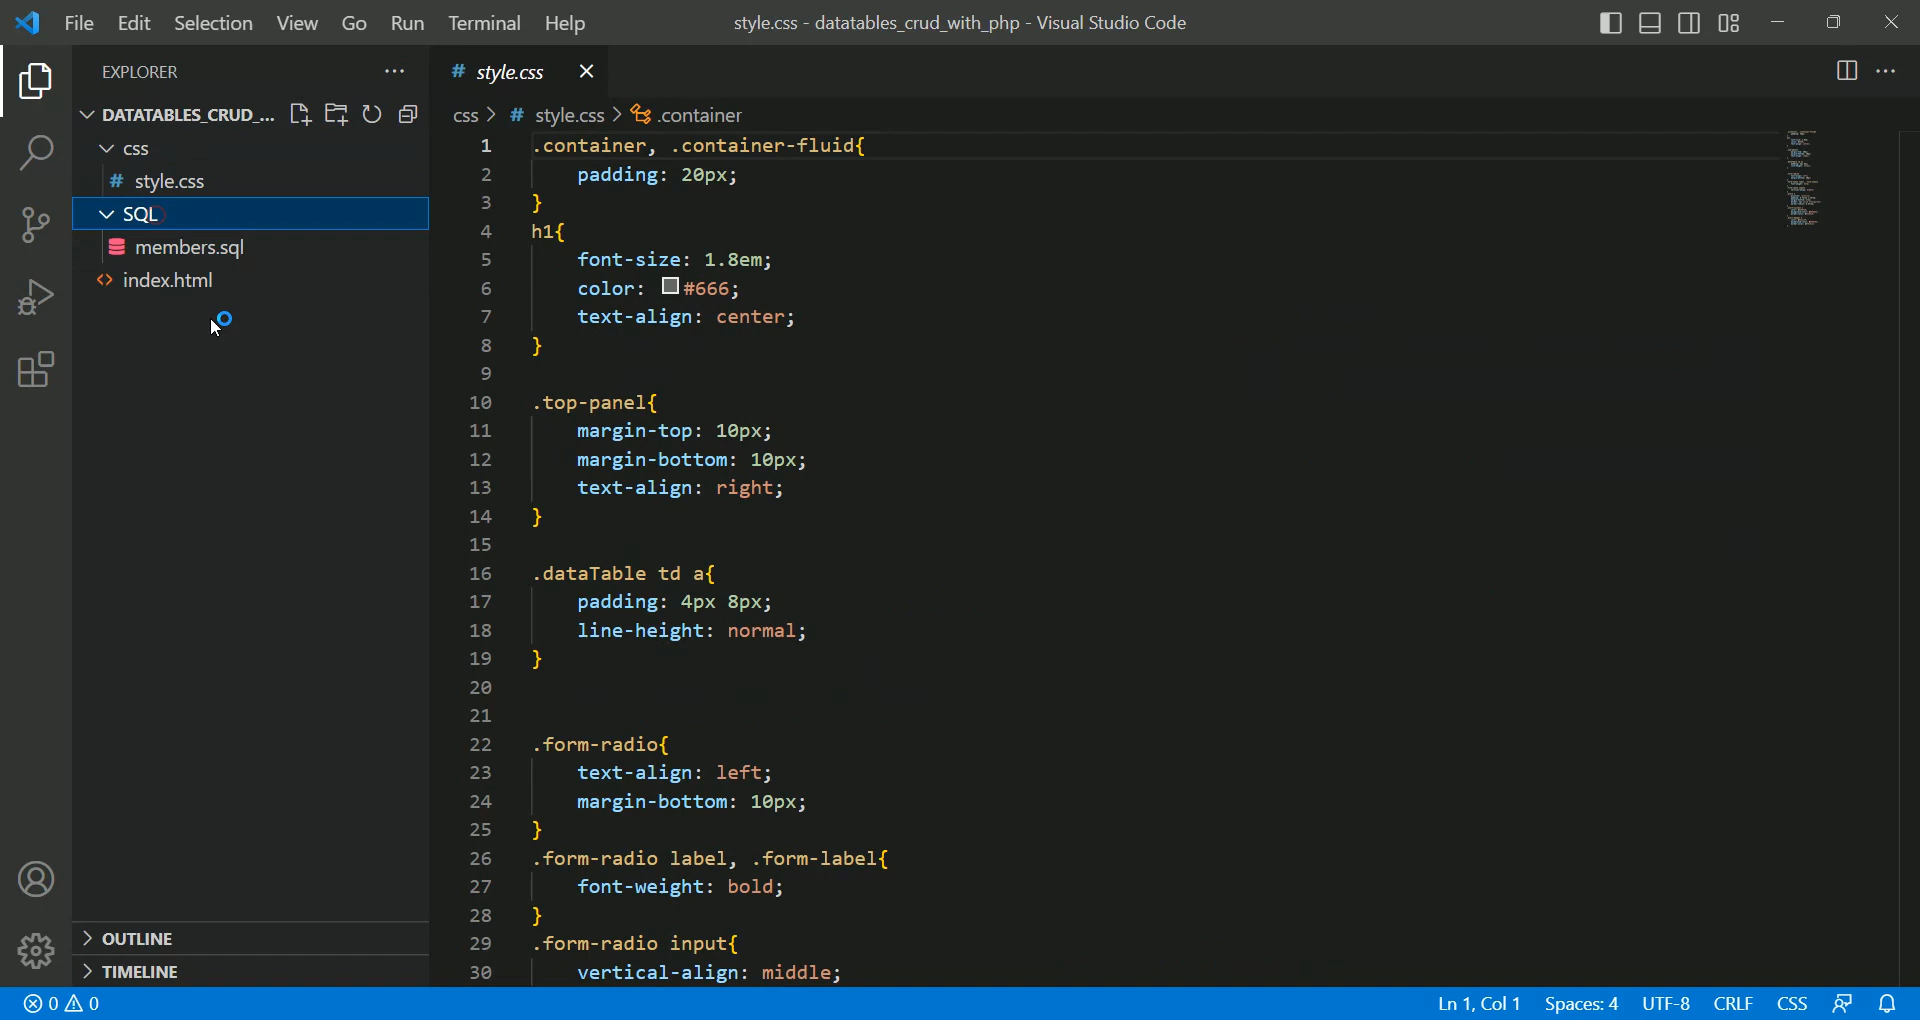 File Edit Selection View Go Run Terminal Help
style.css - datatables_crud_with_php - Visual Studio Code
EXPLORER
DATATABLES_CRUD_...
css
# style.css
SQL
members.sql
<> index.html
OUTLINE
TIMELINE
# style.css
css > # style.css > .container
1 .container, .container-fluid{
2 padding: 20px;
3 }
4 h1{
5 font-size: 1.8em;
6 color: #666;
7 text-align: center;
8 }
9
10 .top-panel{
11 margin-top: 10px;
12 margin-bottom: 10px;
13 text-align: right;
14 }
15
16 .dataTable td a{
17 padding: 4px 8px;
18 line-height: normal;
19 }
20
21
22 .form-radio{
23 text-align: left;
24 margin-bottom: 10px;
25 }
26 .form-radio label, .form-label{
27 font-weight: bold;
28 }
29 .form-radio input{
30 vertical-align: middle;
0 0
Ln 1, Col 1 Spaces: 4 UTF-8 CRLF CSS